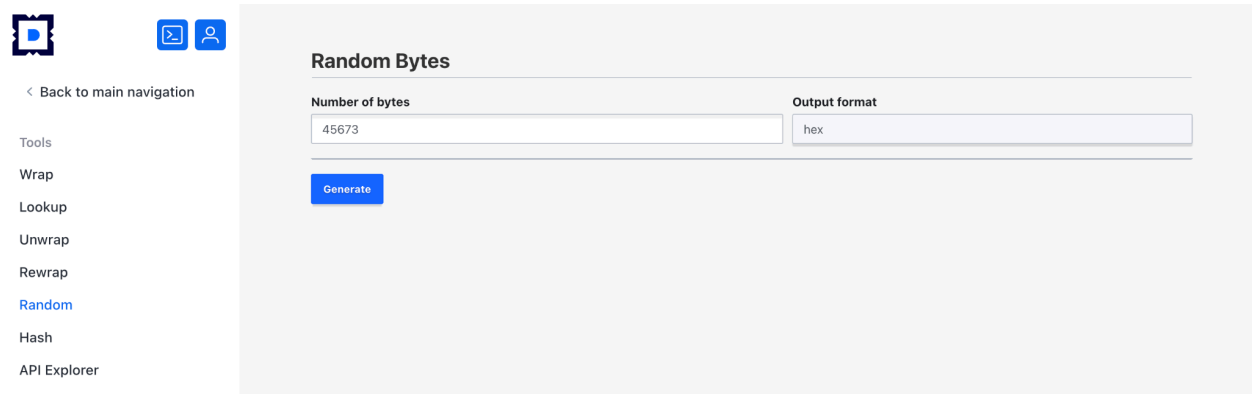 Back to main navigation
Tools
Wrap
Lookup
Unwrap
Rewrap
Random
Hash
API Explorer
Random Bytes
Number of bytes
45673
Output format
hex
Generate